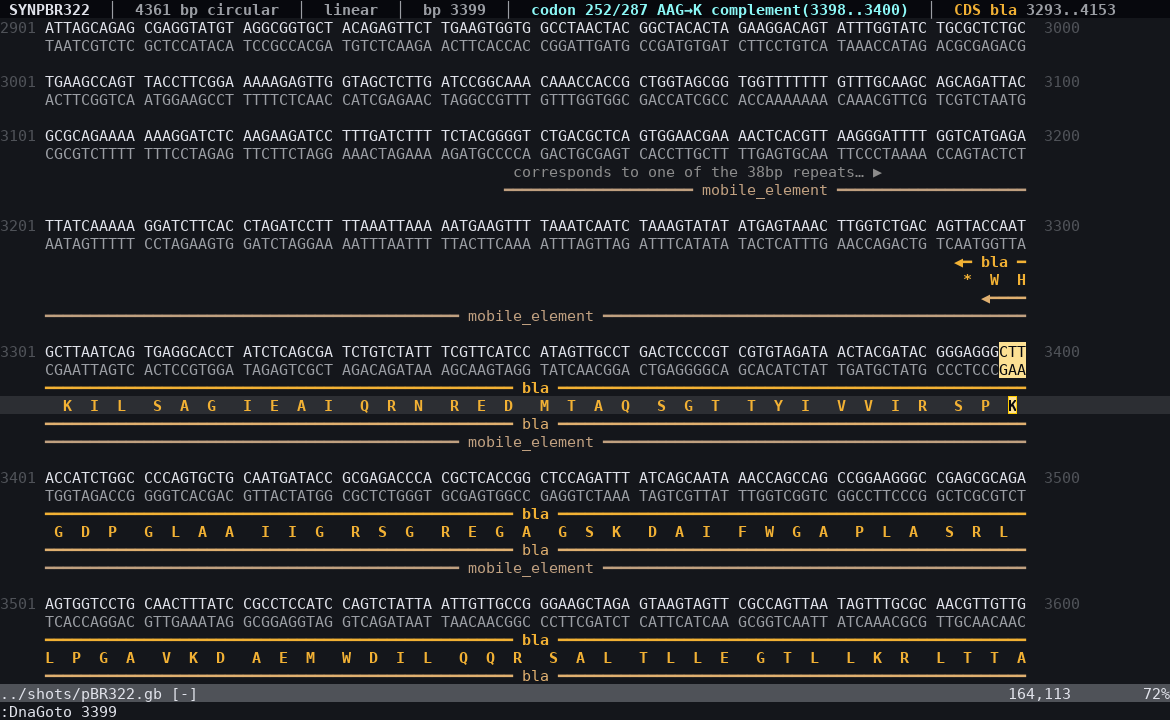 SYNPBR322 │ 4361 bp circular │ linear │ bp 3399 │ codon 252/287 AAG→K complement(3398..3400) │ CDS bla 3293..4153
2901 ATTAGCAGAG CGAGGTATGT AGGCGGTGCT ACAGAGTTCT TGAAGTGGTG GCCTAACTAC GGCTACACTA GAAGGACAGT ATTTGGTATC TGCGCTCTGC 3000
TAATCGTCTC GCTCCATACA TCCGCCACGA TGTCTCAAGA ACTTCACCAC CGGATTGATG CCGATGTGAT CTTCCTGTCA TAAACCATAG ACGCGAGACG
3001 TGAAGCCAGT TACCTTCGGA AAAAGAGTTG GTAGCTCTTG ATCCGGCAAA CAAACCACCG CTGGTAGCGG TGGTTTTTTT GTTTGCAAGC AGCAGATTAC 3100
ACTTCGGTCA ATGGAAGCCT TTTTCTCAAC CATCGAGAAC TAGGCCGTTT GTTTGGTGGC GACCATCGCC ACCAAAAAAA CAAACGTTCG TCGTCTAATG
3101 GCGCAGAAAA AAAGGATCTC AAGAAGATCC TTTGATCTTT TCTACGGGGT CTGACGCTCA GTGGAACGAA AACTCACGTT AAGGGATTTT GGTCATGAGA 3200
CGCGTCTTTT TTTCCTAGAG TTCTTCTAGG AAACTAGAAA AGATGCCCCA GACTGCGAGT CACCTTGCTT TTGAGTGCAA TTCCCTAAAA CCAGTACTCT
corresponds to one of the 38bp repeats… ▶
mobile_element
3201 TTATCAAAAA GGATCTTCAC CTAGATCCTT TTAAATTAAA AATGAAGTTT TAAATCAATC TAAAGTATAT ATGAGTAAAC TTGGTCTGAC AGTTACCAAT 3300
AATAGTTTTT CCTAGAAGTG GATCTAGGAA AATTTAATTT TTACTTCAAA ATTTAGTTAG ATTTCATATA TACTCATTTG AACCAGACTG TCAATGGTTA
bla
* W H
mobile_element
3301 GCTTAATCAG TGAGGCACCT ATCTCAGCGA TCTGTCTATT TCGTTCATCC ATAGTTGCCT GACTCCCCGT CGTGTAGATA ACTACGATAC GGGAGGGCTT 3400
CGAATTAGTC ACTCCGTGGA TAGAGTCGCT AGACAGATAA AGCAAGTAGG TATCAACGGA CTGAGGGGCA GCACATCTAT TGATGCTATG CCCTCCCGAA
bla
K I L S A G I E A I Q R N R E D M T A Q S G T T Y I V V I R S P K
bla
mobile_element
3401 ACCATCTGGC CCCAGTGCTG CAATGATACC GCGAGACCCA CGCTCACCGG CTCCAGATTT ATCAGCAATA AACCAGCCAG CCGGAAGGGC CGAGCGCAGA 3500
TGGTAGACCG GGGTCACGAC GTTACTATGG CGCTCTGGGT GCGAGTGGCC GAGGTCTAAA TAGTCGTTAT TTGGTCGGTC GGCCTTCCCG GCTCGCGTCT
bla
G D P G L A A I I G R S G R E G A G S K D A I F W G A P L A S R L
bla
mobile_element
3501 AGTGGTCCTG CAACTTTATC CGCCTCCATC CAGTCTATTA ATTGTTGCCG GGAAGCTAGA GTAAGTAGTT CGCCAGTTAA TAGTTTGCGC AACGTTGTTG 3600
TCACCAGGAC GTTGAAATAG GCGGAGGTAG GTCAGATAAT TAACAACGGC CCTTCGATCT CATTCATCAA GCGGTCAATT ATCAAACGCG TTGCAACAAC
bla
L P G A V K D A E M W D I L Q Q R S A L T L L E G T L L K R L T T A
bla
../shots/pBR322.gb [-] 164,113 72%
:DnaGoto 3399